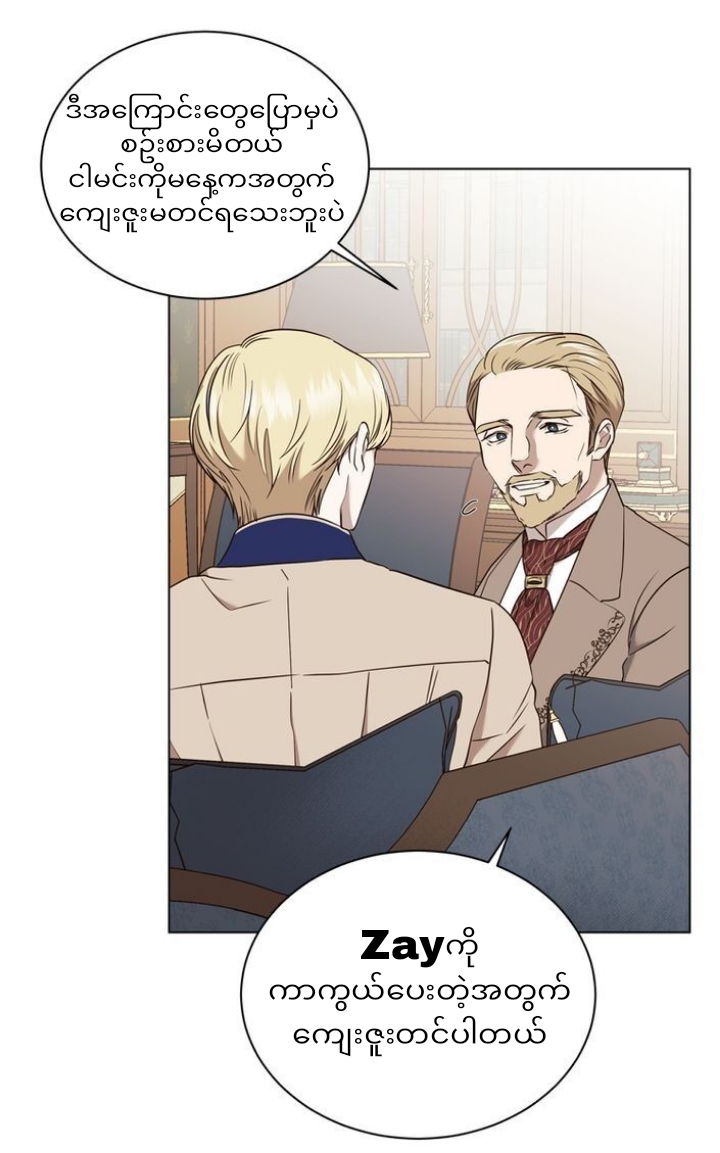 ဒီအကြောင်းတွေပြောမှပဲ
စဉ်းစားမိတယ်
ငါမင်းကိုမနေ့ကအတွက်
ကျေးဇူးမတင်ရသေးဘူးပဲ
Zayကို
ကာကွယ်ပေးတဲ့အတွက်
ကျေးဇူးတင်ပါတယ်